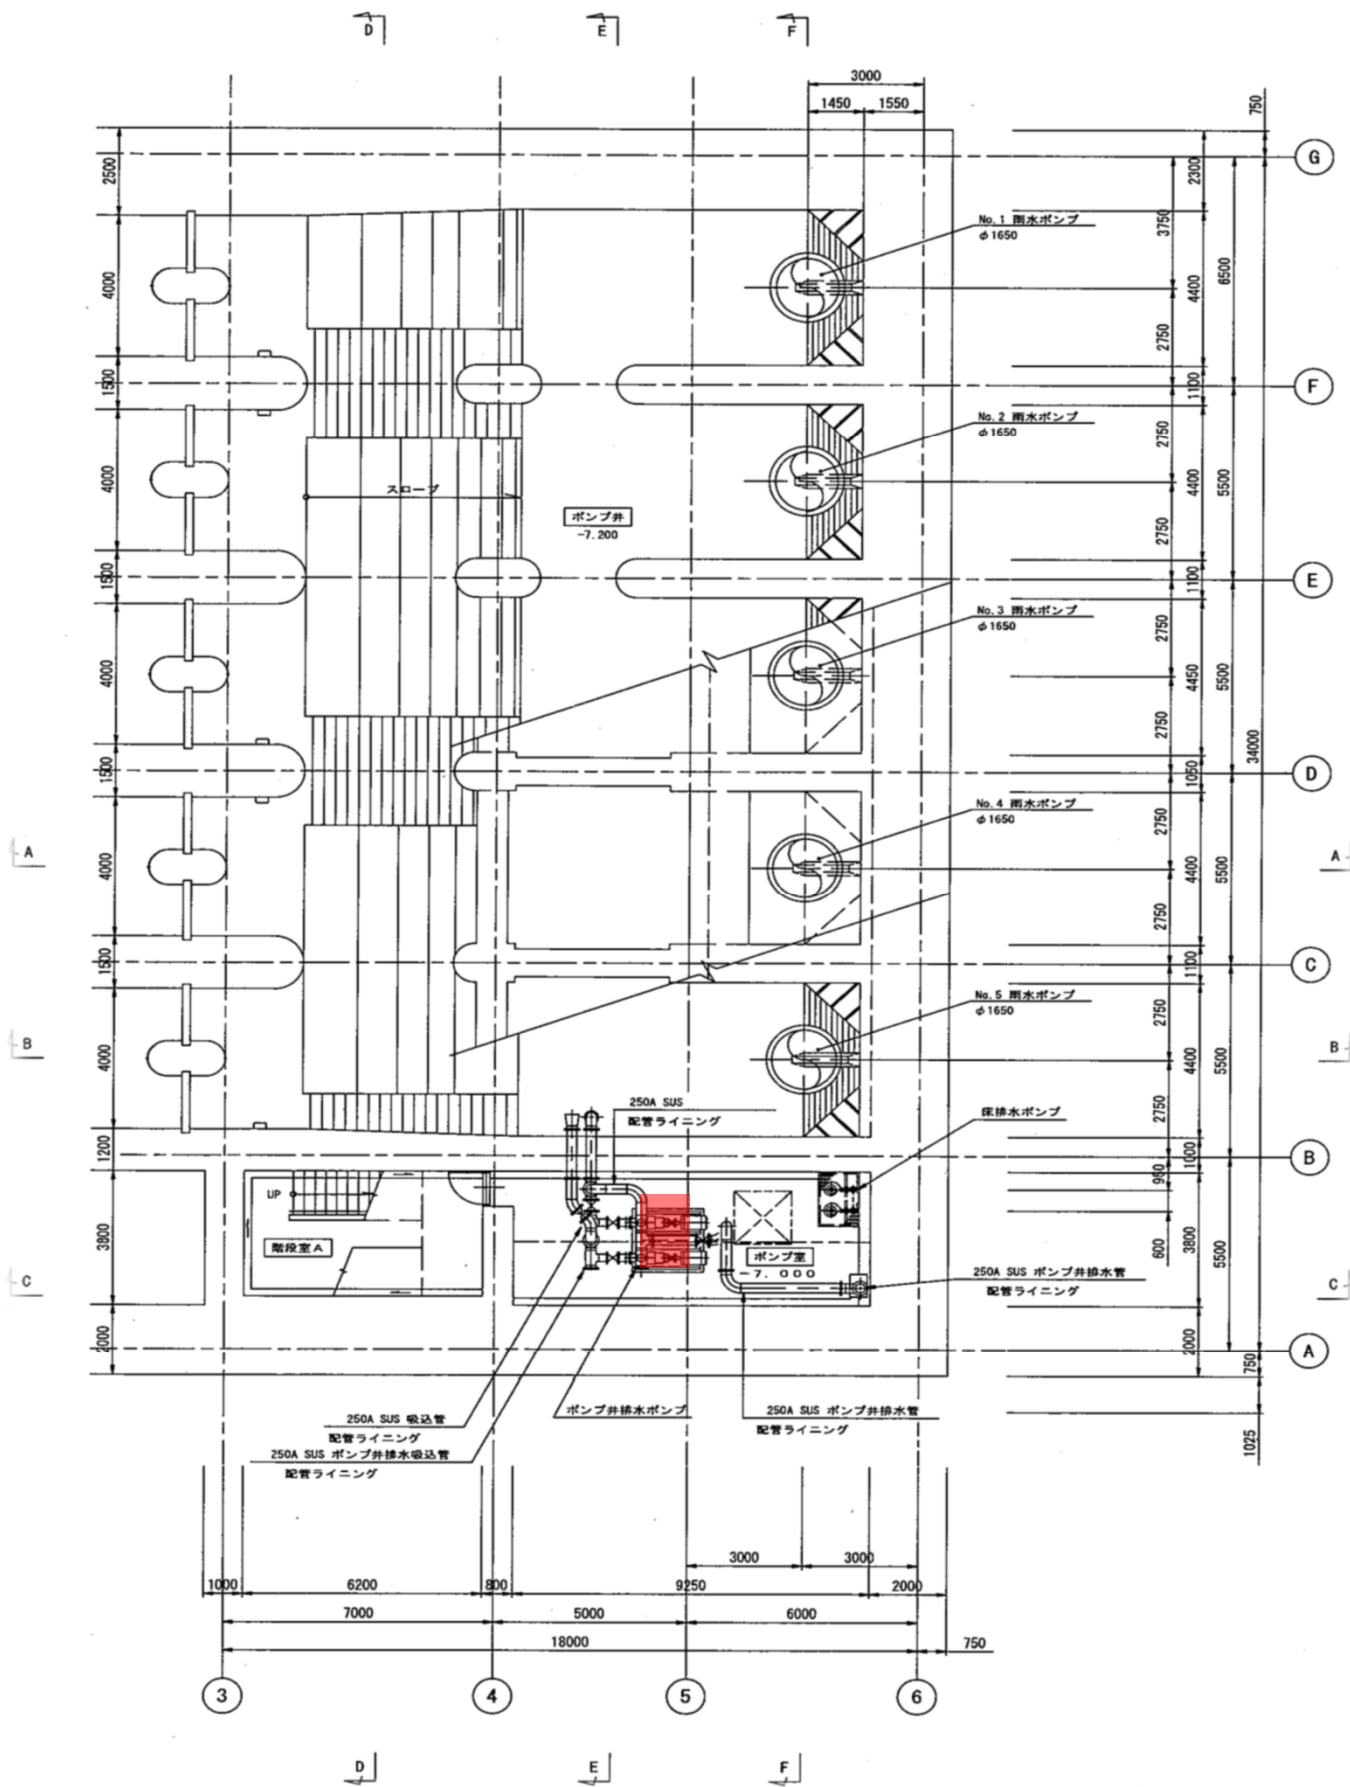 D
E
F
3000
1450
1550
750
G
2500
2300
3750
No.1 雨水ポンプ
φ1650
4000
4400
6500
2750
1500
1100
F
No.2 雨水ポンプ
φ1650
2750
4000
スロープ
4400
5500
ポンプ井
-7.200
2750
1500
1100
E
No.3 雨水ポンプ
φ1650
2750
4000
4450
5500
2750
34000
1500
1050
D
No.4 雨水ポンプ
φ1650
2750
A
4000
4400
5500
A
2750
1500
1100
C
No.5 雨水ポンプ
φ1650
2750
B
4000
4400
5500
B
250A SUS
配管ライニング
床排水ポンプ
2750
1200
1000
B
950
UP
階段室A
3800
ポンプ室
-7.000
600
3800
5500
C
250A SUS ポンプ井排水管
配管ライニング
C
2000
2000
A
750
250A SUS 吸込管
配管ライニング
ポンプ井排水ポンプ
250A SUS ポンプ井排水管
配管ライニング
250A SUS ポンプ井排水吸込管
配管ライニング
1025
3000
3000
1000
6200
800
9250
2000
7000
5000
6000
18000
750
3
4
5
6
D
E
F